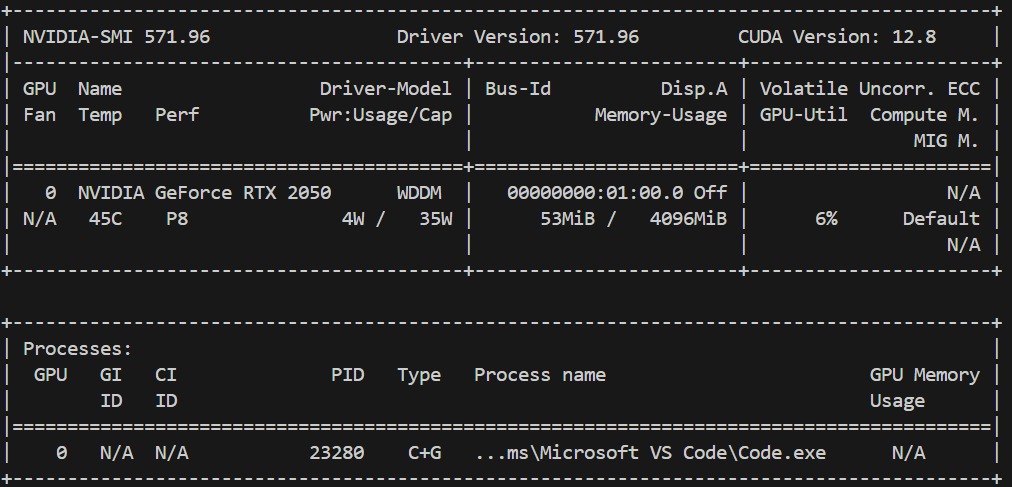 +-----------------------------------------------------------------------------------------+
| NVIDIA-SMI 571.96                 Driver Version: 571.96         CUDA Version: 12.8     |
|-----------------------------------------+------------------------+----------------------+
| GPU  Name                  Driver-Model | Bus-Id          Disp.A | Volatile Uncorr. ECC |
| Fan  Temp   Perf          Pwr:Usage/Cap |           Memory-Usage | GPU-Util  Compute M. |
|                                         |                        |               MIG M. |
|=========================================+========================+======================|
|   0  NVIDIA GeForce RTX 2050      WDDM  |   00000000:01:00.0 Off |                  N/A |
| N/A   45C    P8              4W /   35W |      53MiB /   4096MiB |      6%      Default |
|                                         |                        |                  N/A |
+-----------------------------------------+------------------------+----------------------+

+-----------------------------------------------------------------------------------------+
| Processes:                                                                              |
|  GPU   GI   CI              PID   Type   Process name                        GPU Memory |
|        ID   ID                                                               Usage      |
|=========================================================================================|
|    0   N/A  N/A           23280    C+G   ...ms\Microsoft VS Code\Code.exe      N/A      |
+-----------------------------------------------------------------------------------------+